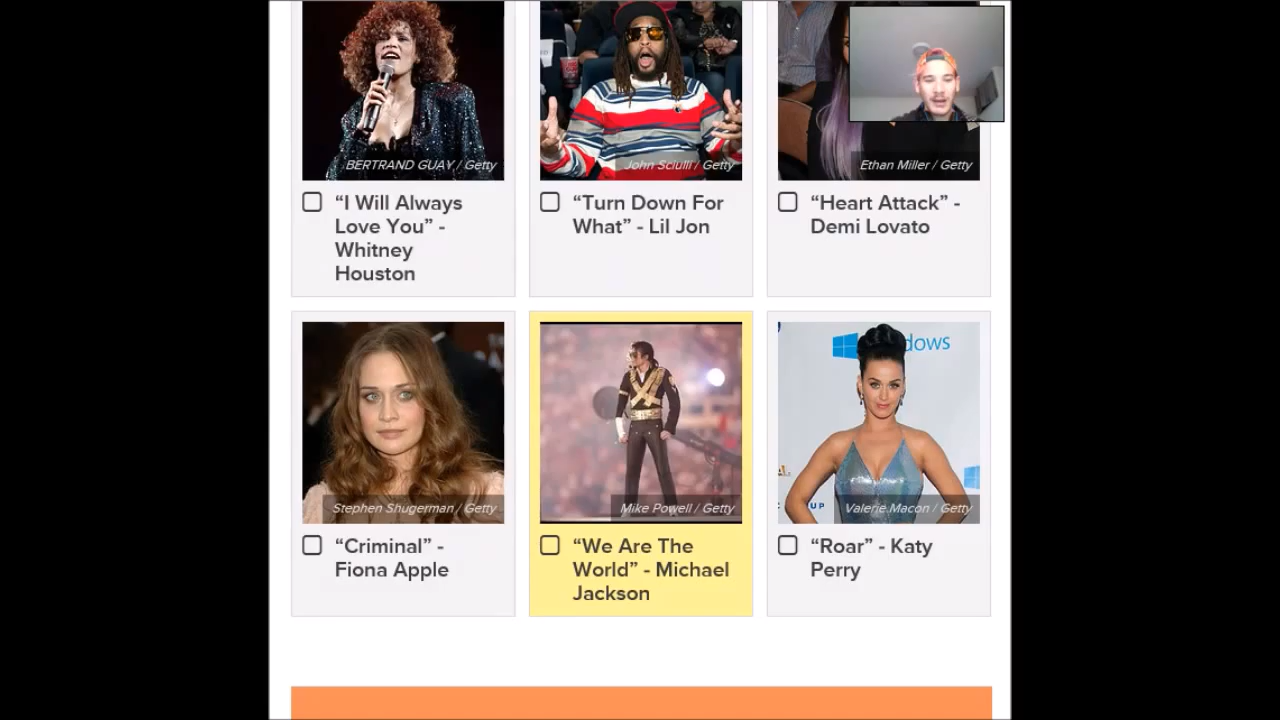 BERTRAND GUAY / Getty
John Sciulli / Getty
Ethan Miller / Getty
“I Will Always
Love You” -
Whitney
Houston
“Turn Down For
What” - Lil Jon
“Heart Attack” -
Demi Lovato
dows
Stephen Shugerman / Getty
Mike Powell / Getty
UP
Valerie Macon / Getty
“Criminal” -
Fiona Apple
“We Are The
World” - Michael
Jackson
“Roar” - Katy
Perry